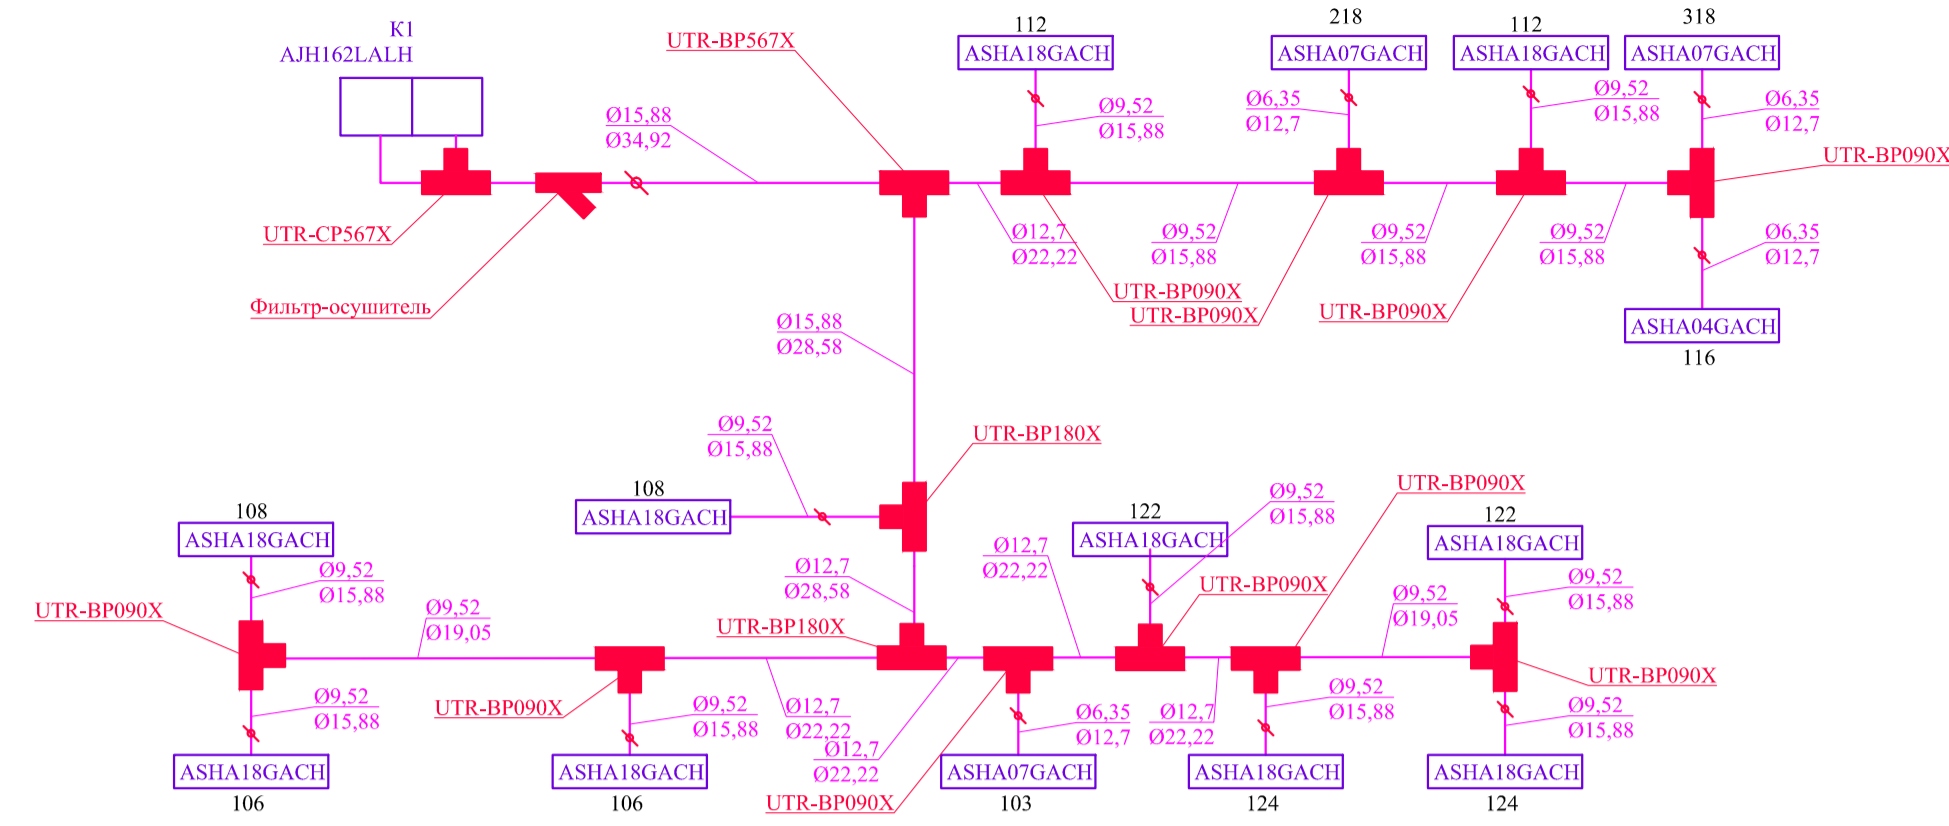 К1
AJH162LALH
UTR-BP567X
112
ASHA18GACH
218
ASHA07GACH
112
ASHA18GACH
318
ASHA07GACH
Ø15,88
Ø34,92
Ø9,52
Ø15,88
Ø6,35
Ø12,7
Ø9,52
Ø15,88
Ø6,35
Ø12,7
UTR-BP090X
UTR-CP567X
Фильтр-осушитель
Ø12,7
Ø22,22
Ø9,52
Ø15,88
Ø9,52
Ø15,88
Ø9,52
Ø15,88
Ø6,35
Ø12,7
UTR-BP090X
UTR-BP090X
UTR-BP090X
ASHA04GACH
116
Ø15,88
Ø28,58
Ø9,52
Ø15,88
UTR-BP180X
108
ASHA18GACH
108
ASHA18GACH
122
ASHA18GACH
Ø9,52
Ø15,88
UTR-BP090X
122
ASHA18GACH
Ø9,52
Ø15,88
Ø12,7
Ø28,58
Ø12,7
Ø22,22
UTR-BP090X
Ø9,52
Ø19,05
Ø9,52
Ø15,88
UTR-BP090X
Ø9,52
Ø19,05
UTR-BP180X
UTR-BP090X
Ø9,52
Ø15,88
UTR-BP090X
Ø9,52
Ø15,88
Ø12,7
Ø22,22
Ø12,7
Ø22,22
Ø6,35
Ø12,7
Ø12,7
Ø22,22
Ø9,52
Ø15,88
Ø9,52
Ø15,88
ASHA18GACH
106
ASHA18GACH
106
UTR-BP090X
ASHA07GACH
103
ASHA18GACH
124
ASHA18GACH
124